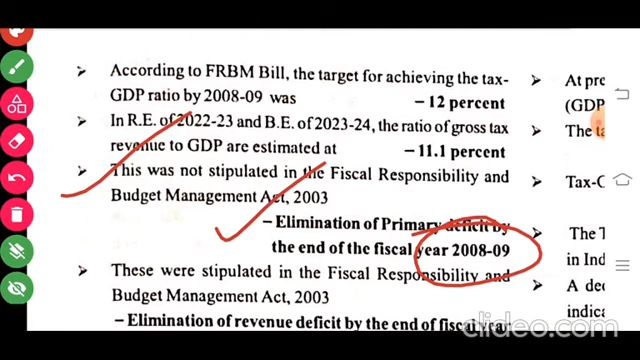 ➤ According to FRBM Bill, the target for achieving the tax-
GDP ratio by 2008-09 was – 12 percent
➤ In R.E. of 2022-23 and B.E. of 2023-24, the ratio of gross tax
revenue to GDP are estimated at – 11.1 percent
➤ This was not stipulated in the Fiscal Responsibility and
Budget Management Act, 2003
– Elimination of Primary deficit by
the end of the fiscal year 2008-09
➤ These were stipulated in the Fiscal Responsibility and
Budget Management Act, 2003
– Elimination of revenue deficit by the end of fiscal year
➤ At pre
(GDP
➤ The ta
➤ Tax-G
➤ The T
in Ind
➤ A dec
indica
clideo.com